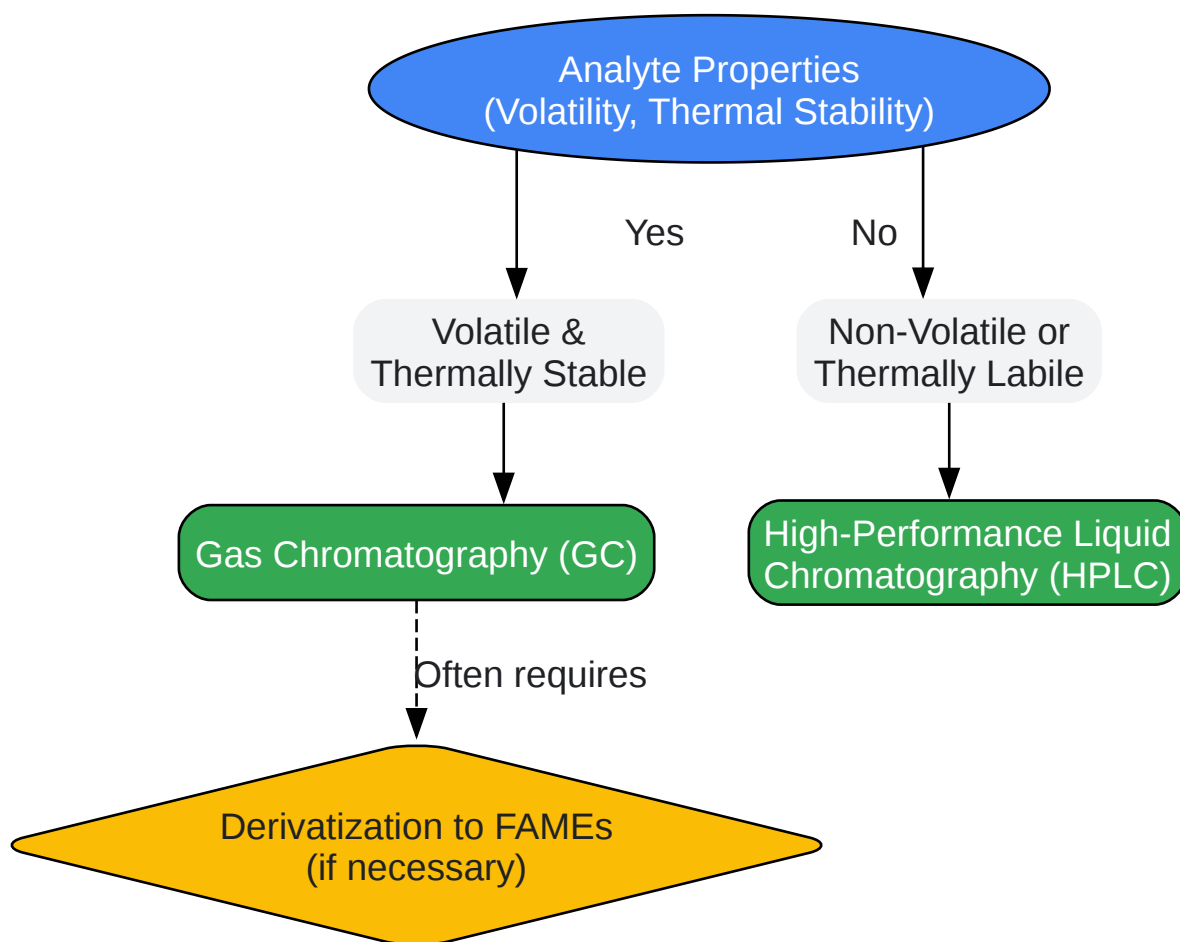 Analyte Properties
(Volatility, Thermal Stability)
Yes
No
Volatile &
Thermally Stable
Non-Volatile or
Thermally Labile
Gas Chromatography (GC)
High-Performance Liquid
Chromatography (HPLC)
Often requires
Derivatization to FAMEs
(if necessary)